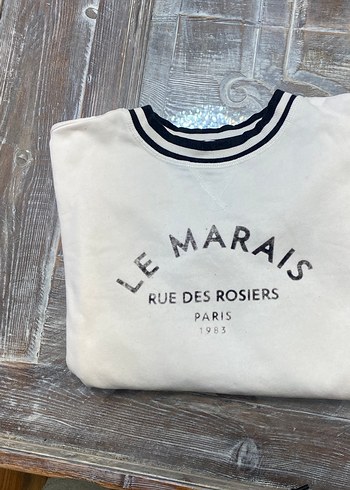 LE MARAIS
RUE DES ROSIERS
PARIS
1983